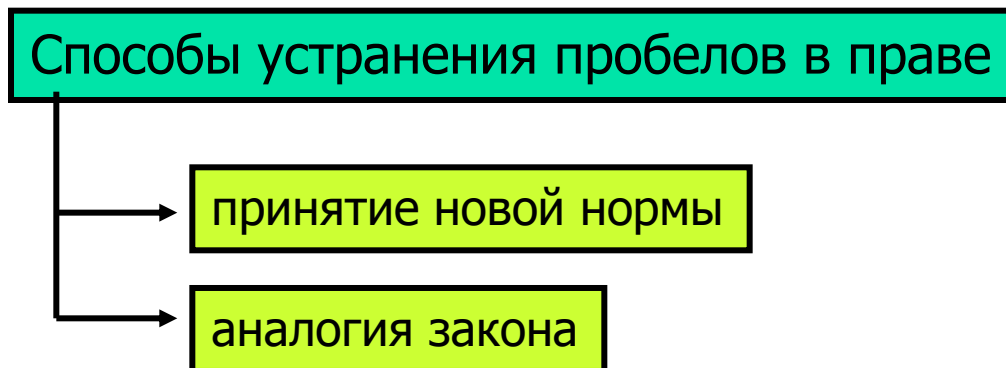 Способы устранения пробелов в праве
принятие новой нормы
аналогия закона